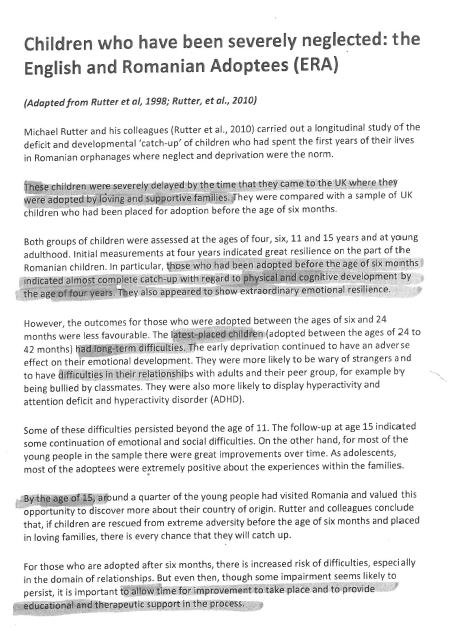 Children who have been severely neglected: the
English and Romanian Adoptees (ERA)
(Adapted from Rutter et al, 1998; Rutter, et al., 2010)
Michael Rutter and his colleagues (Rutter et al., 2010) carried out a longitudinal study of the
deficit and developmental 'catch-up' of children who had spent the first years of their lives
in Romanian orphanages where neglect and deprivation were the norm.
These children were severely delayed by the time that they came to the UK where they
were adopted by loving and supportive families. They were compared with a sample of UK
children who had been placed for adoption before the age of six months.
Both groups of children were assessed at the ages of four, six, 11 and 15 years and at young
adulthood. Initial measurements at four years indicated great resilience on the part of the
Romanian children. In particular, those who had been adopted before the age of six months
indicated almost complete catch-up with regard to physical and cognitive development by
the age of four years. They also appeared to show extraordinary emotional resilience.
However, the outcomes for those who were adopted between the ages of six and 24
months were less favourable. The latest-placed children (adopted between the ages of 24 to
42 months) had long-term difficulties. The early deprivation continued to have an adverse
effect on their emotional development. They were more likely to be wary of strangers and
to have difficulties in their relationships with adults and their peer group, for example by
being bullied by classmates. They were also more likely to display hyperactivity and
attention deficit and hyperactivity disorder (ADHD).
Some of these difficulties persisted beyond the age of 11. The follow-up at age 15 indicated
some continuation of emotional and social difficulties. On the other hand, for most of the
young people in the sample there were great improvements over time. As adolescents,
most of the adoptees were extremely positive about the experiences within the families.
By the age of 15, around a quarter of the young people had visited Romania and valued this
opportunity to discover more about their country of origin. Rutter and colleagues conclude
that, if children are rescued from extreme adversity before the age of six months and placed
in loving families, there is every chance that they will catch up.
For those who are adopted after six months, there is increased risk of difficulties, especially
in the domain of relationships. But even then, though some impairment seems likely to
persist, it is important to allow time for improvement to take place and to provide
educational and therapeutic support in the process.